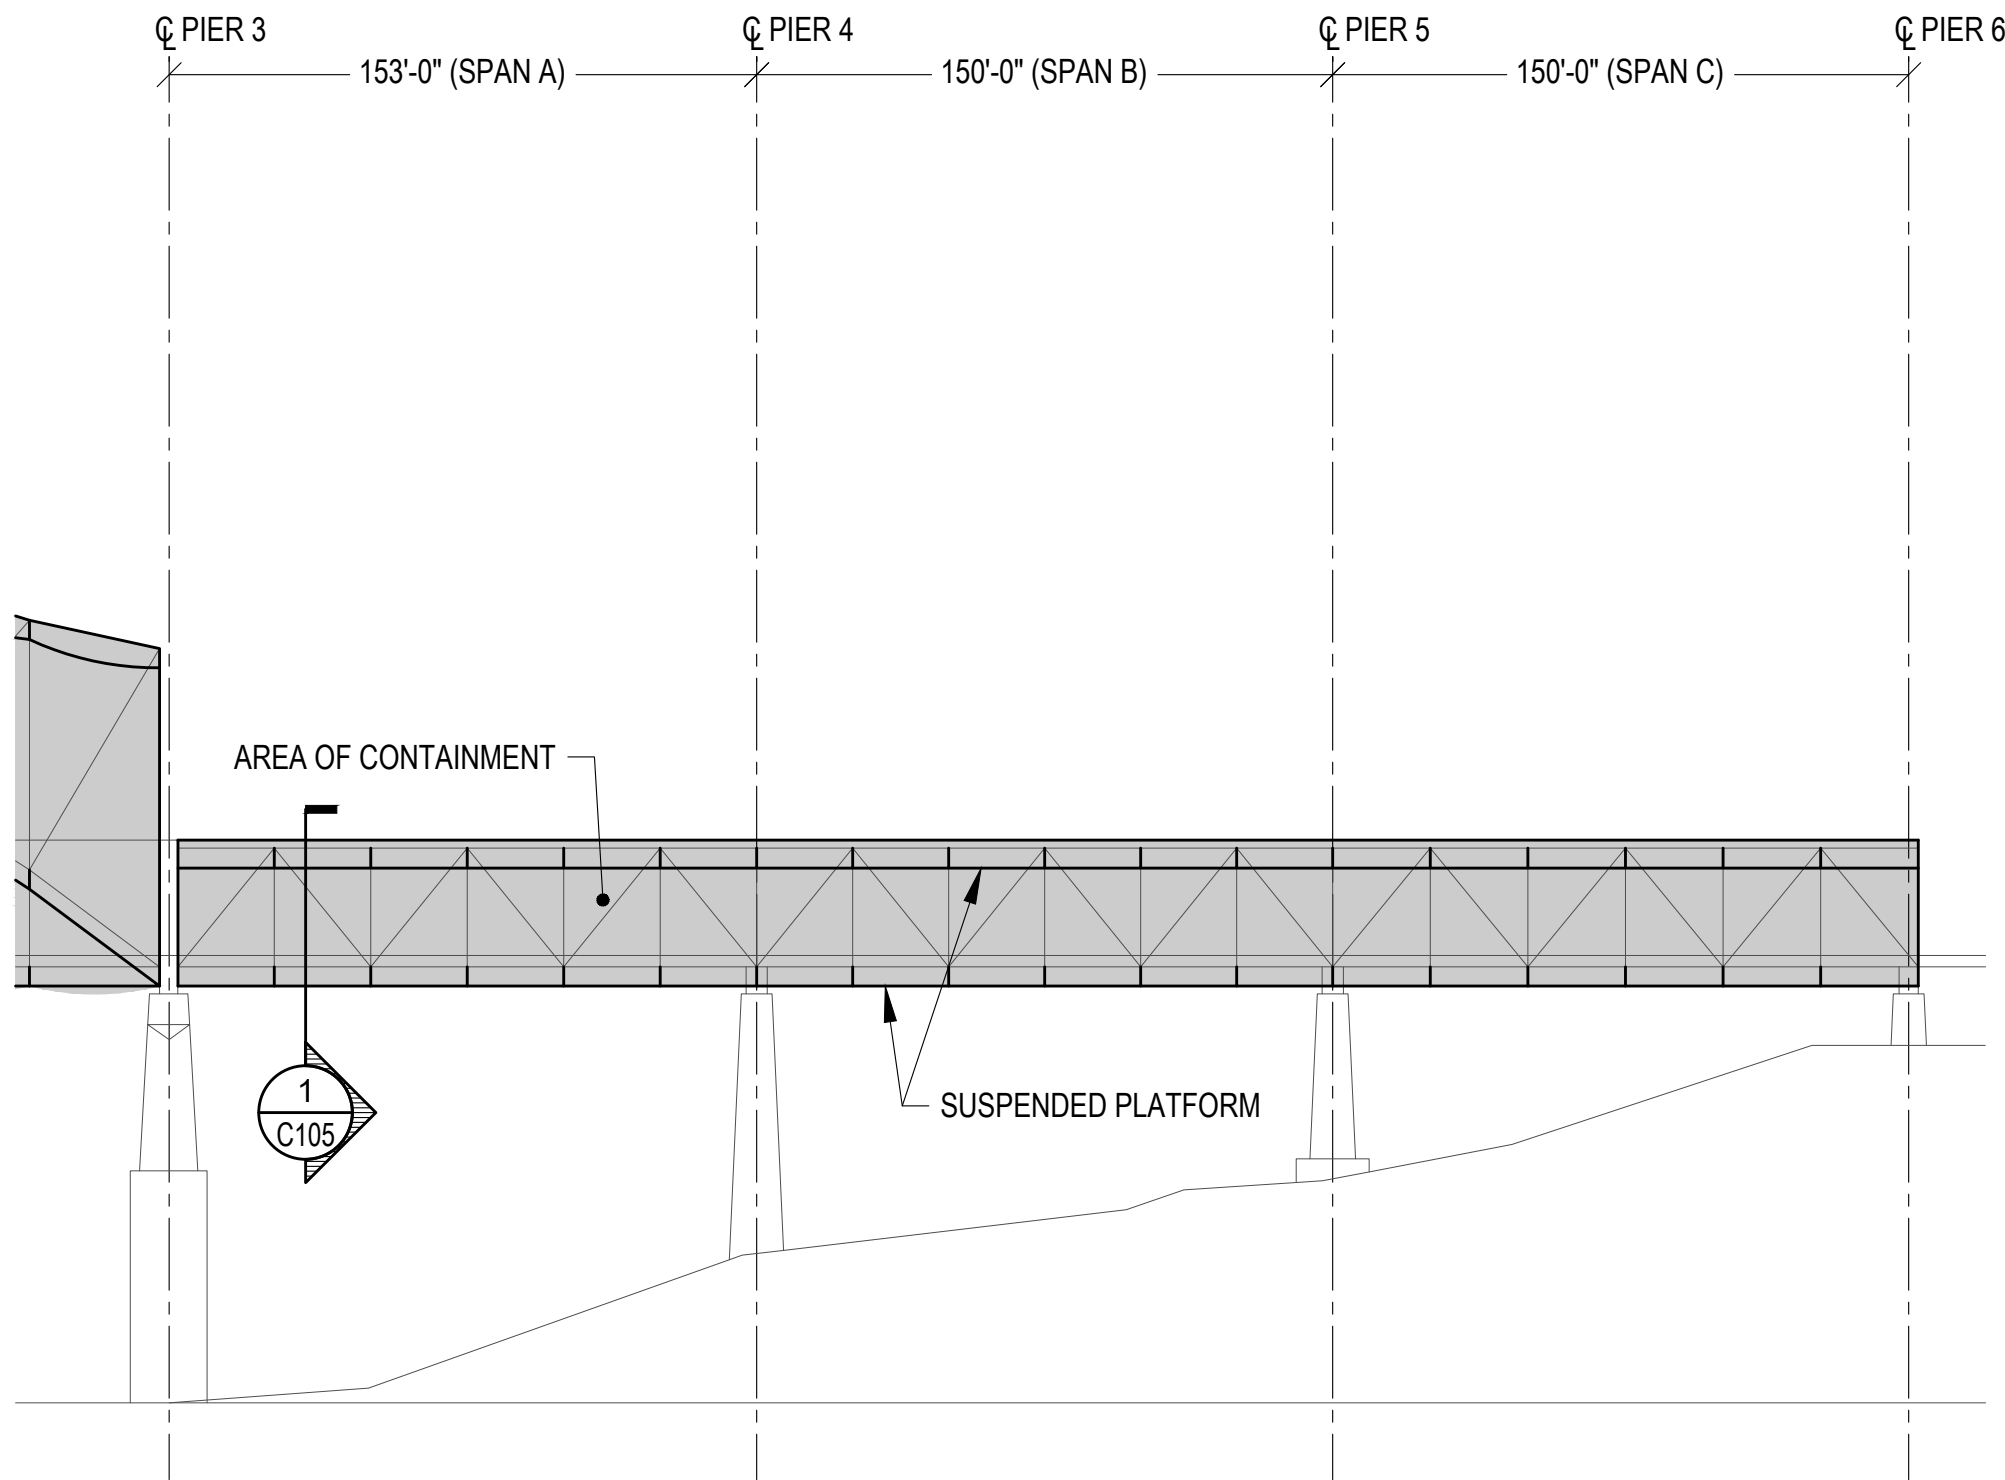 ℄ PIER 3
℄ PIER 4
℄ PIER 5
℄ PIER 6
153'-0" (SPAN A)
150'-0" (SPAN B)
150'-0" (SPAN C)
AREA OF CONTAINMENT
1
C105
SUSPENDED PLATFORM